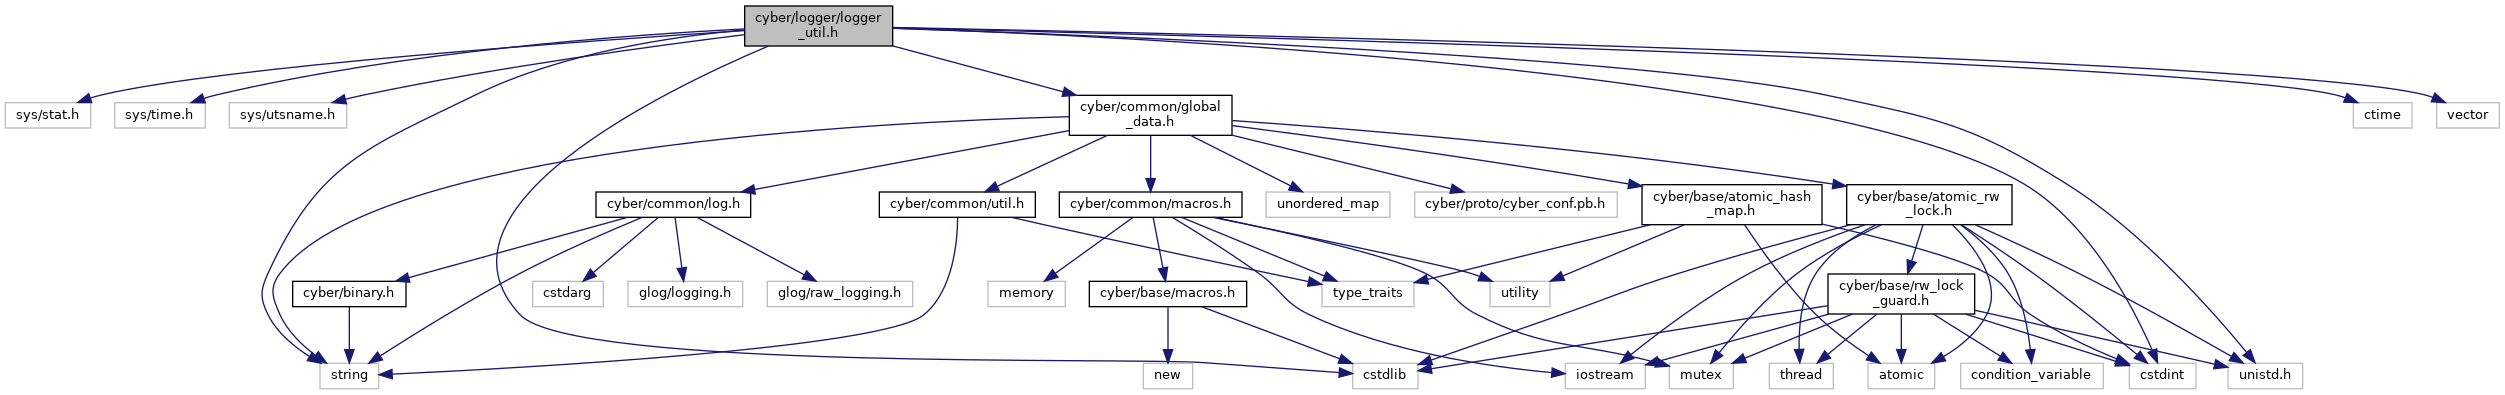 cyber/logger/logger
_util.h
sys/stat.h
sys/time.h
sys/utsname.h
cyber/common/global
_data.h
ctime
vector
cyber/common/log.h
cyber/common/util.h
cyber/common/macros.h
unordered_map
cyber/proto/cyber_conf.pb.h
cyber/base/atomic_hash
_map.h
cyber/base/atomic_rw
_lock.h
cyber/binary.h
cstdarg
glog/logging.h
glog/raw_logging.h
memory
cyber/base/macros.h
type_traits
utility
cyber/base/rw_lock
_guard.h
string
new
cstdlib
iostream
mutex
thread
atomic
condition_variable
cstdint
unistd.h